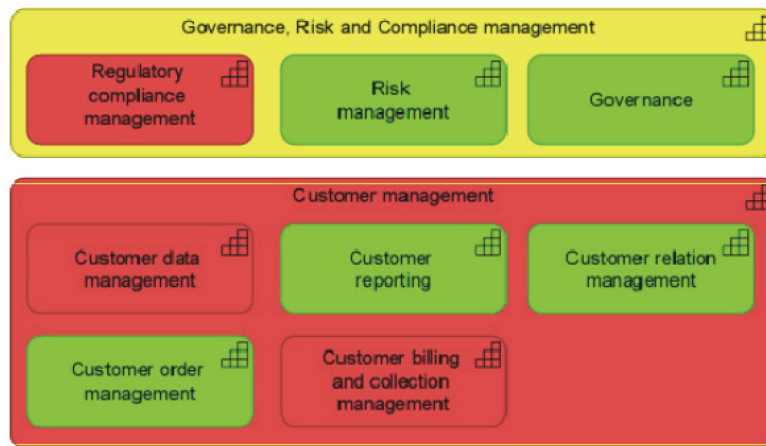 Governance, Risk and Compliance management
Regulatory
compliance
management
Risk
management
Governance
Customer management
Customer data
management
Customer
reporting
Customer relation
management
Customer order
management
Customer billing
and collection
management